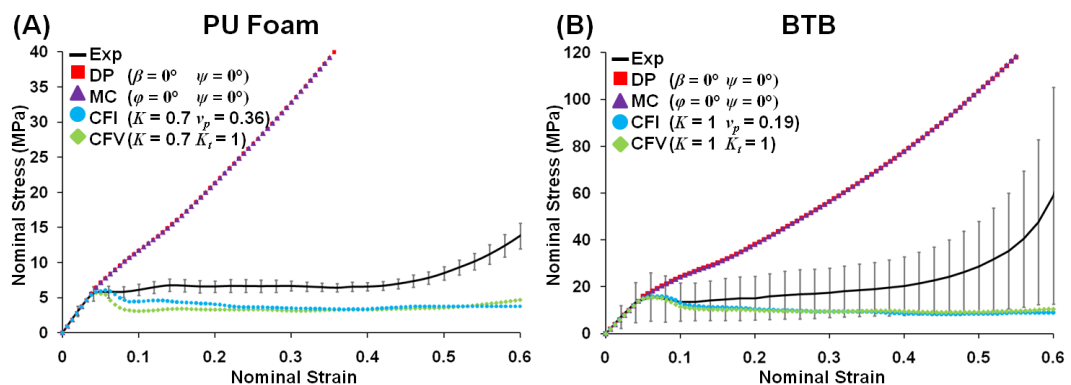 (A) PU Foam
Nominal Stress (MPa)
40
35
30
25
20
15
10
5
0
Exp
DP (β = 0° ψ = 0°)
MC (φ = 0° ψ = 0°)
CFI (K = 0.7 νp = 0.36)
CFV (K = 0.7 Kt = 1)
0 0.1 0.2 0.3 0.4 0.5 0.6
Nominal Strain
(B) BTB
Nominal Stress (MPa)
120
100
80
60
40
20
0
Exp
DP (β = 0° ψ = 0°)
MC (φ = 0° ψ = 0°)
CFI (K = 1 νp = 0.19)
CFV (K = 1 Kt = 1)
0 0.1 0.2 0.3 0.4 0.5 0.6
Nominal Strain